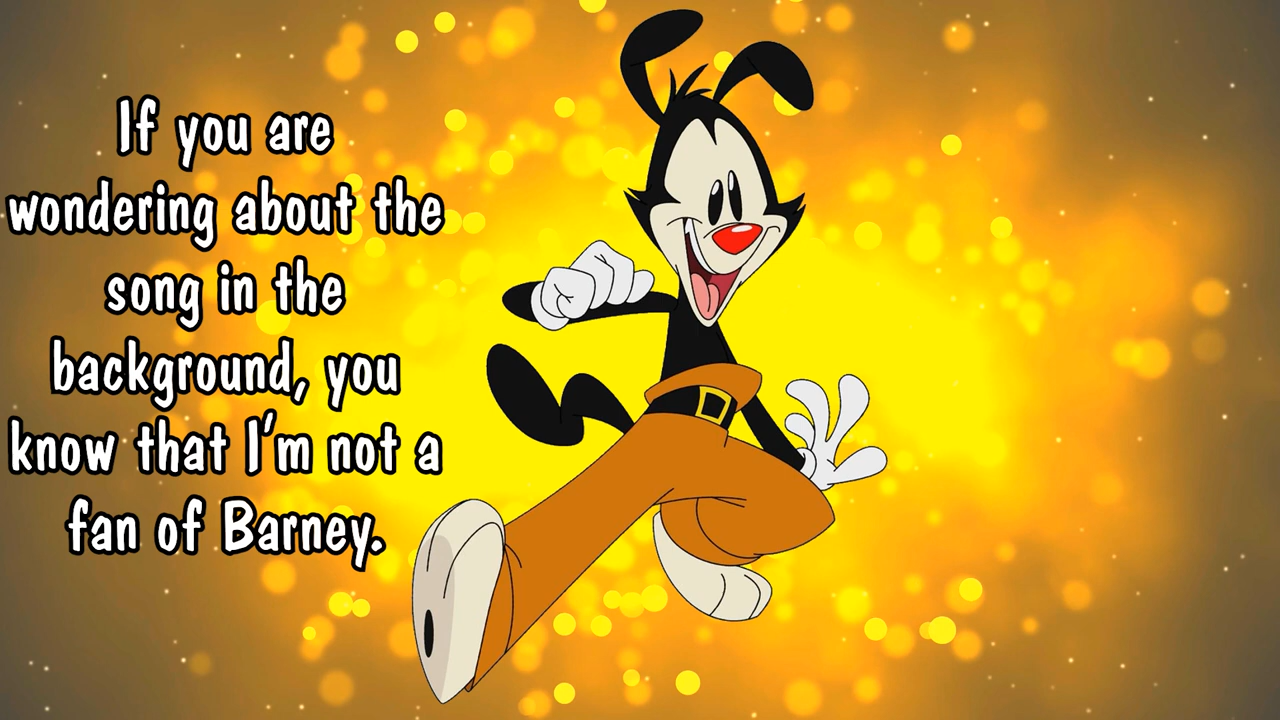 If you are
wondering about the
song in the
background, you
know that I'm not a
fan of Barney.